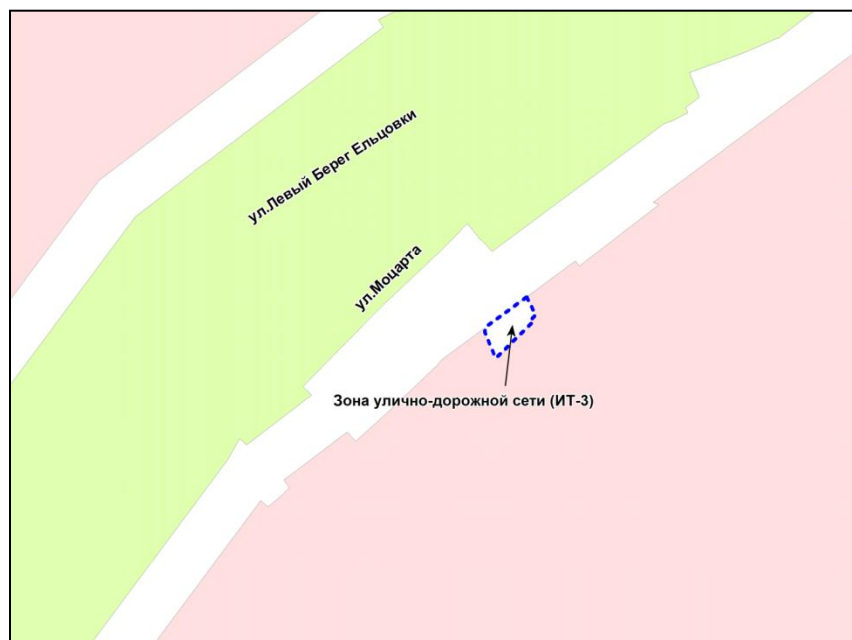 ул.Левый Берег Ельцовки
ул.Моцарта
Зона улично-дорожной сети (ИТ-3)